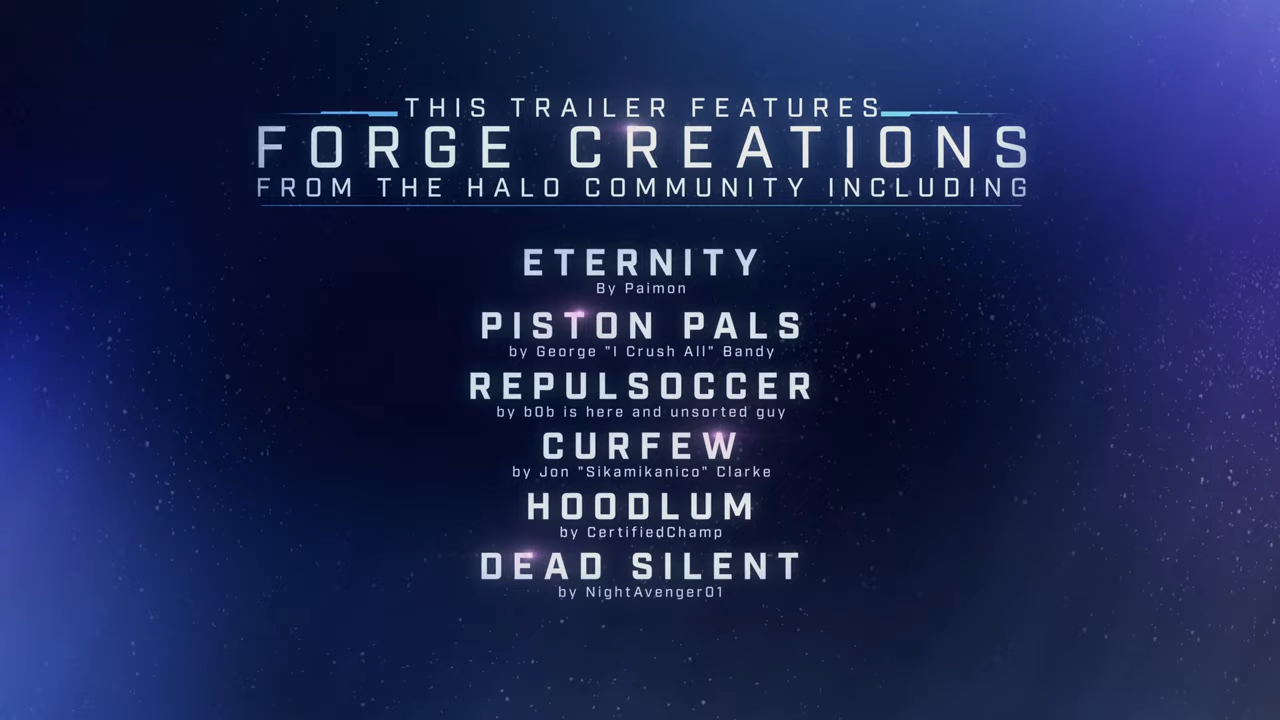 THIS TRAILER FEATURES
FORGE CREATIONS
FROM THE HALO COMMUNITY INCLUDING
ETERNITY
By Paimon
PISTON PALS
by George "I Crush All" Bandy
REPULSOCCER
by b0b is here and unsorted guy
CURFEW
by Jon "Sikamikanico" Clarke
HOODLUM
by CertifiedChamp
DEAD SILENT
by NightAvenger01